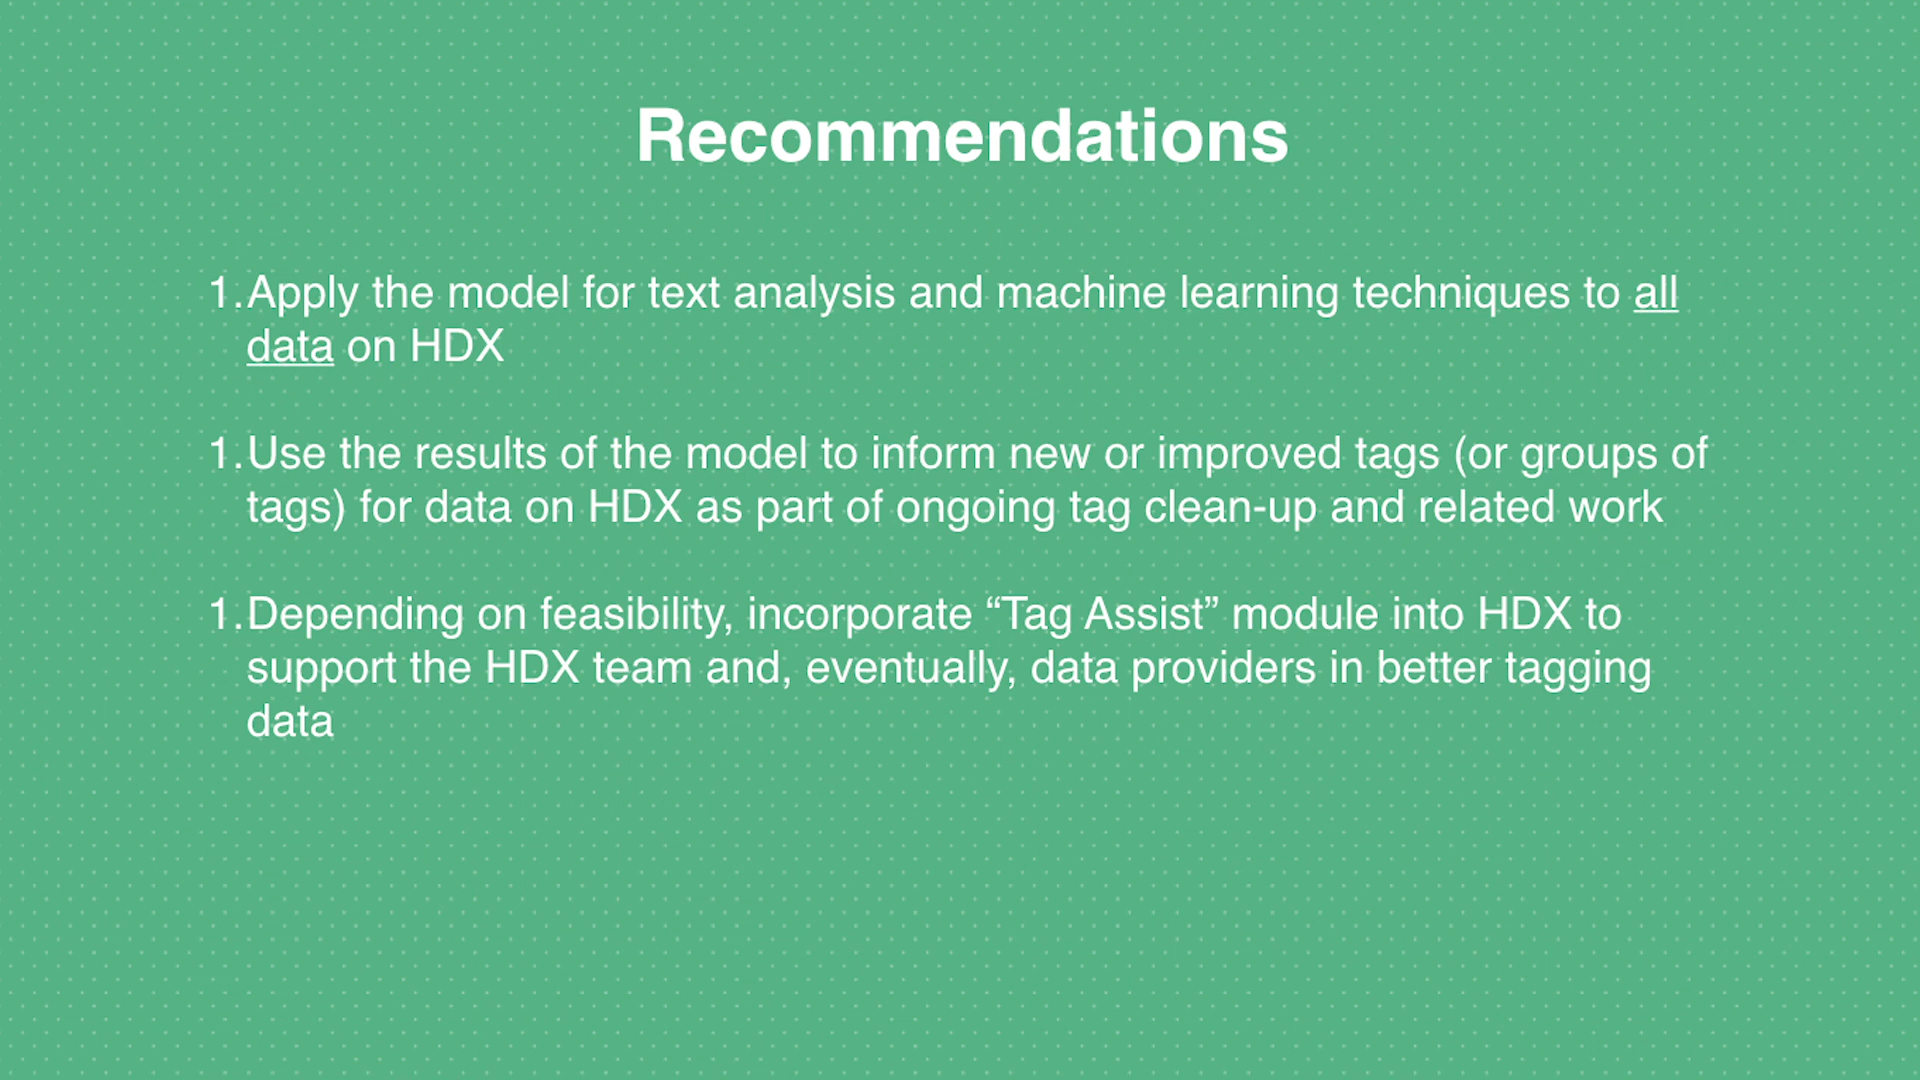 Recommendations
1. Apply the model for text analysis and machine learning techniques to all
data on HDX
1. Use the results of the model to inform new or improved tags (or groups of
tags) for data on HDX as part of ongoing tag clean-up and related work
1. Depending on feasibility, incorporate “Tag Assist” module into HDX to
support the HDX team and, eventually, data providers in better tagging
data